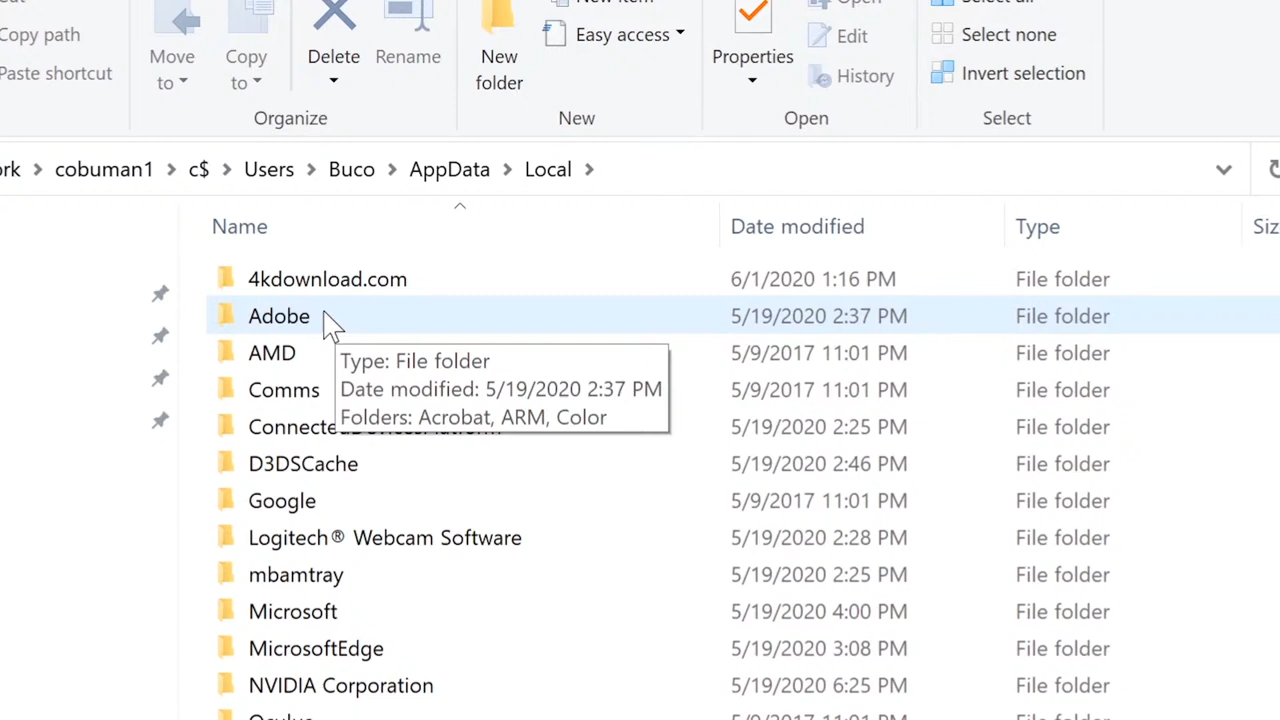 Copy path
Paste shortcut
Move to
Copy to
Delete
Rename
Organize
New folder
New item
Easy access
New
Properties
Open
Edit
History
Open
Select all
Select none
Invert selection
Select
cobuman1 > c$ > Users > Buco > AppData > Local >
Name Date modified Type
4kdownload.com 6/1/2020 1:16 PM File folder
Adobe 5/19/2020 2:37 PM File folder
AMD 5/9/2017 11:01 PM File folder
Type: File folder
Date modified: 5/19/2020 2:37 PM
Folders: Acrobat, ARM, Color
Comms 5/9/2017 11:01 PM File folder
ConnectedDevicesPlatform 5/19/2020 2:25 PM File folder
D3DSCache 5/19/2020 2:46 PM File folder
Google 5/9/2017 11:01 PM File folder
Logitech® Webcam Software 5/19/2020 2:28 PM File folder
mbamtray 5/19/2020 2:25 PM File folder
Microsoft 5/19/2020 4:00 PM File folder
MicrosoftEdge 5/19/2020 3:08 PM File folder
NVIDIA Corporation 5/19/2020 6:25 PM File folder